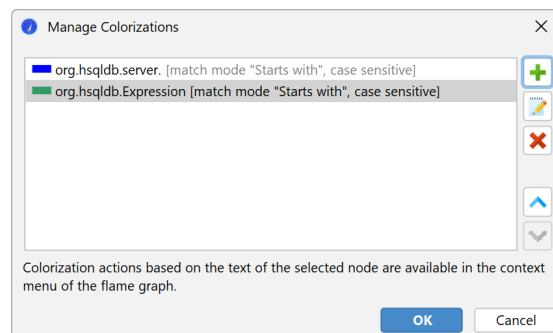 Manage Colorizations
org.hsqldb.server. [match mode "Starts with", case sensitive]
org.hsqldb.Expression [match mode "Starts with", case sensitive]
Colorization actions based on the text of the selected node are available in the context
menu of the flame graph.
OK
Cancel